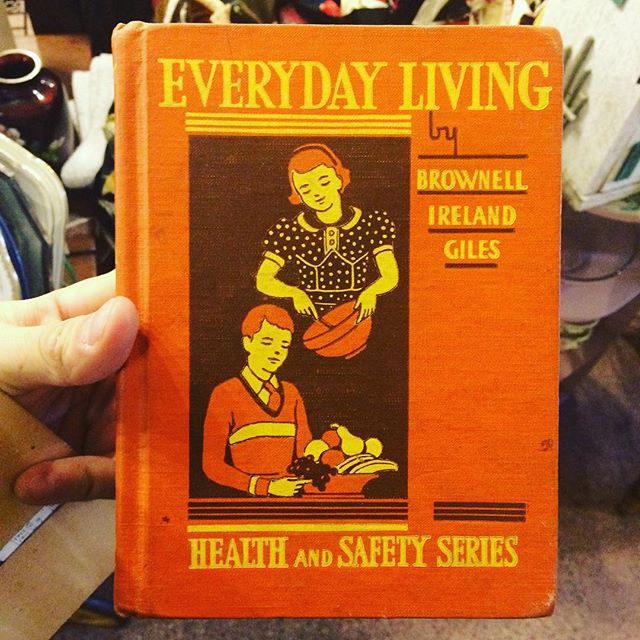 EVERYDAY LIVING
by
BROWNELL
IRELAND
GILES
HEALTH AND SAFETY SERIES